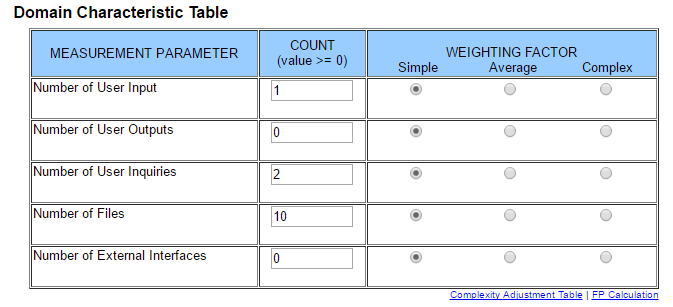 Domain Characteristic Table
MEASUREMENT PARAMETER
COUNT
(value >= 0)
WEIGHTING FACTOR
Simple Average Complex
Number of User Input 1
Number of User Outputs 0
Number of User Inquiries 2
Number of Files 10
Number of External Interfaces 0
Complexity Adjustment Table | FP Calculation